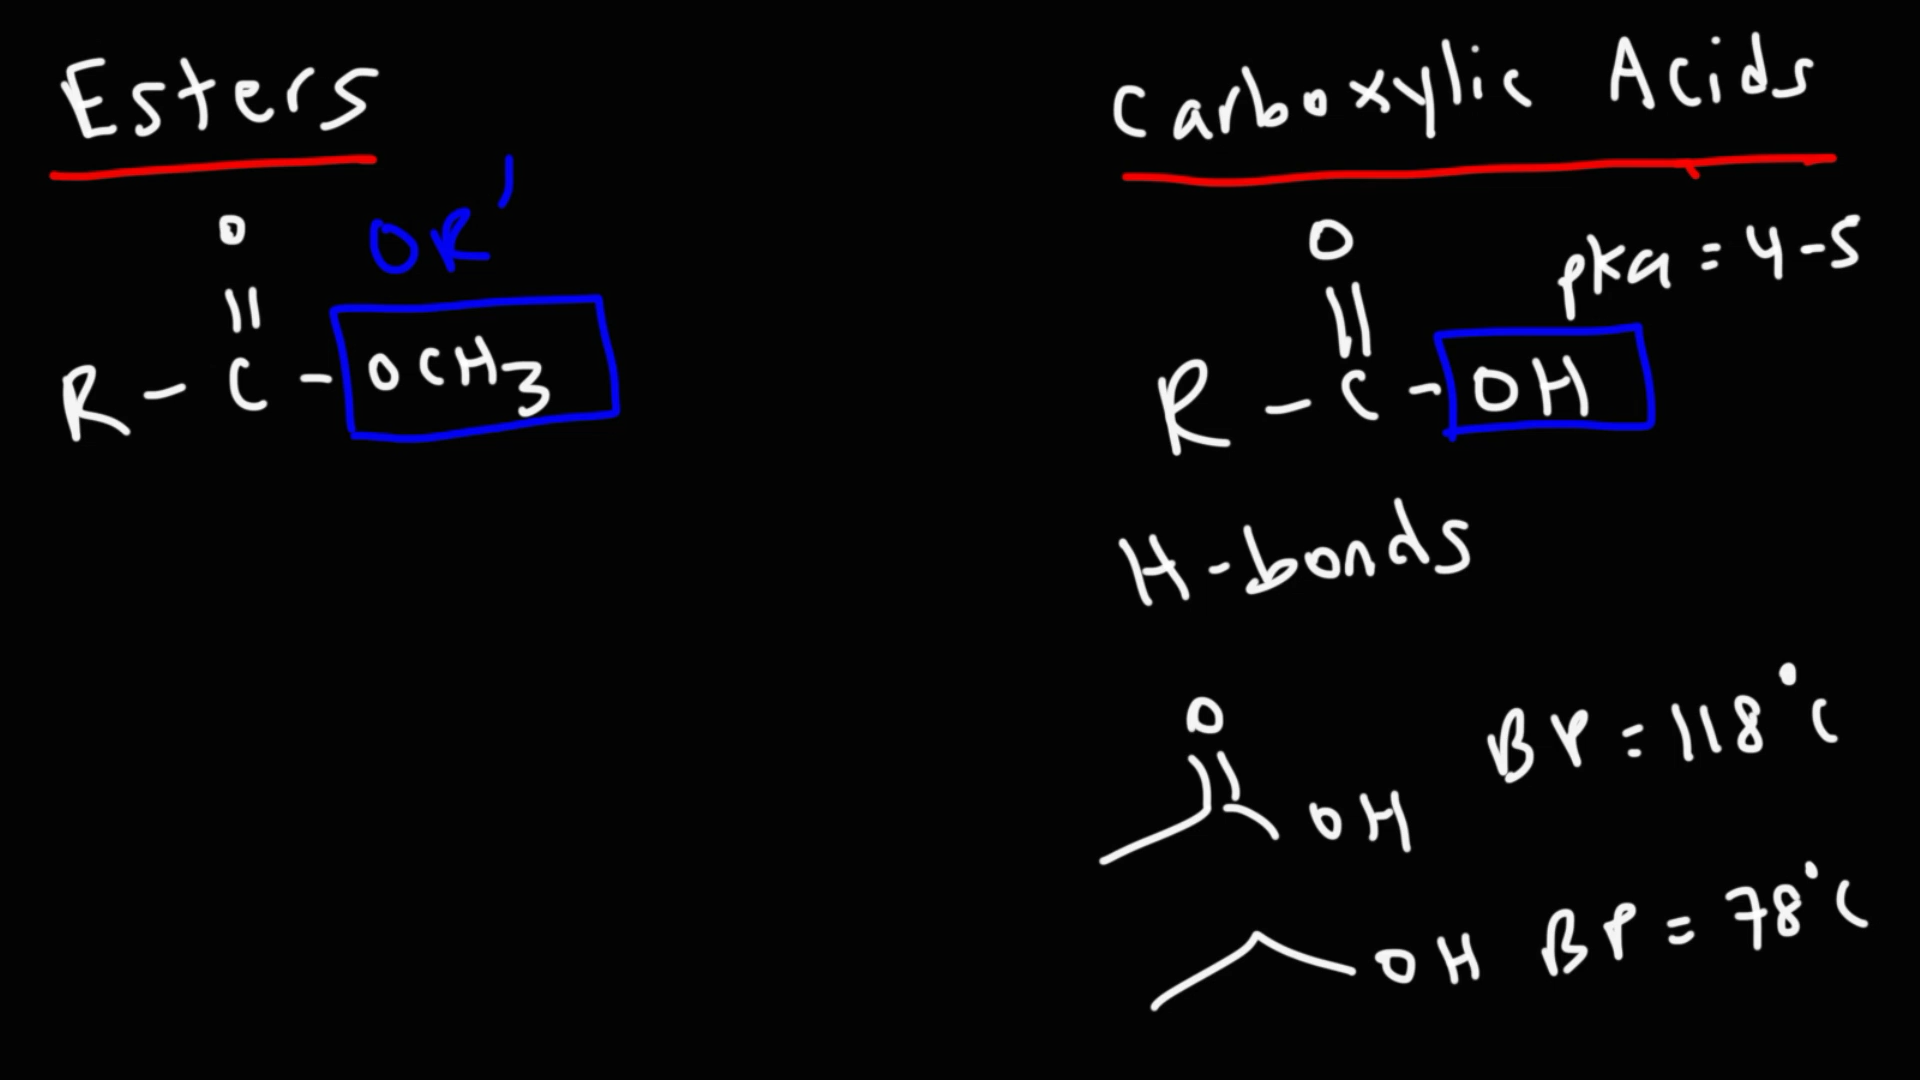 Esters
O OR'
||
R - C - OCH3
Carboxylic Acids
O pka = 4-5
||
R - C - OH
H-bonds
O BP = 118°C
OH
OH BP = 78°C